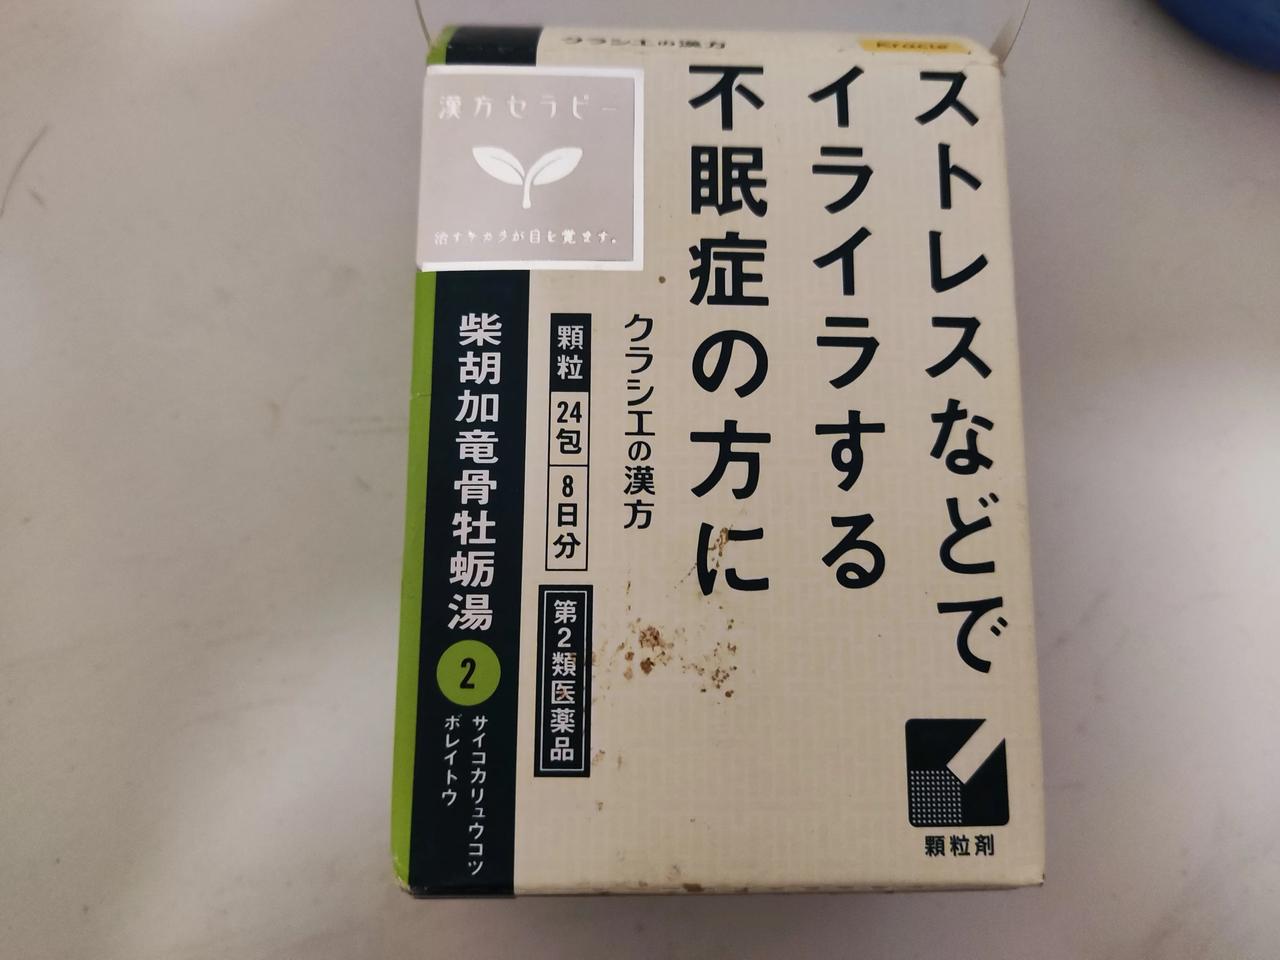 クラシエの漢方
Kracie
漢方セラピー
治すチカラが目を覚ます。
ストレスなどで
イライラする
不眠症の方に
クラシエの漢方
顆粒
24包
8日分
第2類医薬品
柴胡加竜骨牡蛎湯
2
サイコカリュウコツ
ボレイトウ
顆粒剤